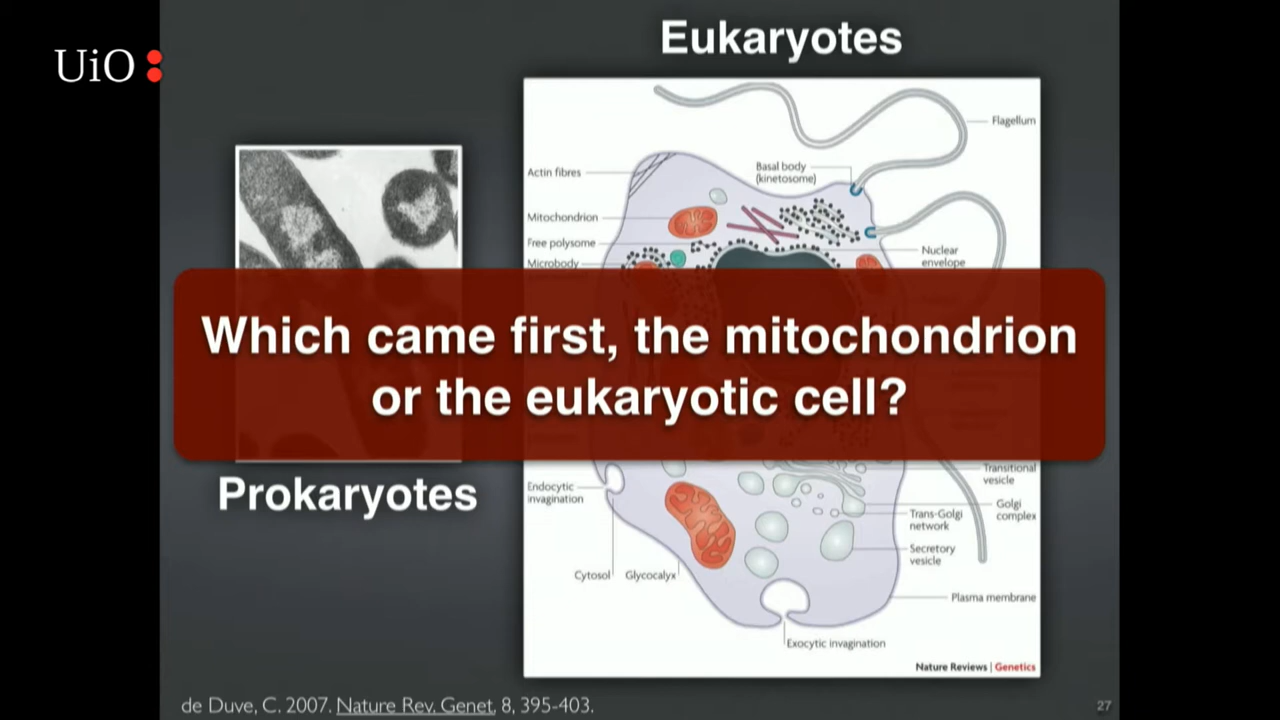 UiO:
Eukaryotes
Flagellum
Actin fibres
Basal body
(kinetosome)
Mitochondrion
Free polysome
Microbody
Nuclear
envelope
Which came first, the mitochondrion
or the eukaryotic cell?
Prokaryotes
Endocytic
invagination
Transitional
vesicle
Golgi
complex
Trans-Golgi
network
Secretory
vesicle
Cytosol
Glycocalyx
Plasma membrane
Exocytic invagination
Nature Reviews | Genetics
de Duve, C. 2007. Nature Rev. Genet. 8, 395-403.
27